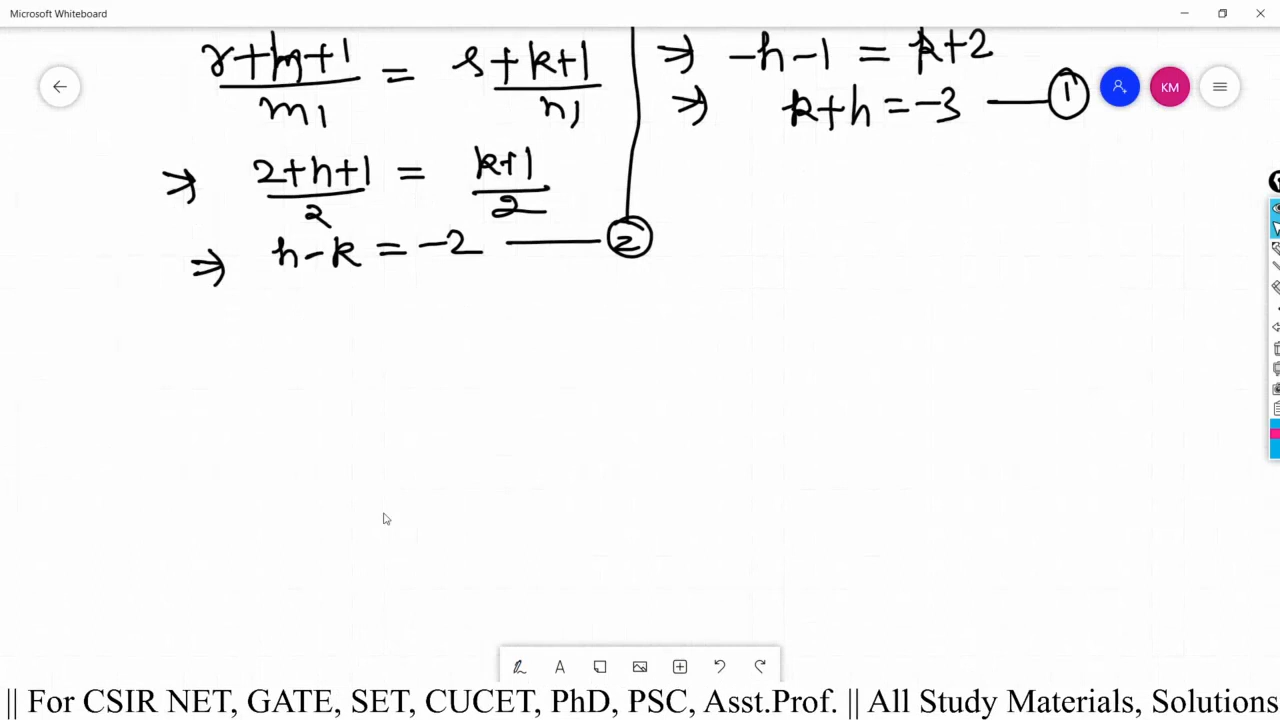 Microsoft Whiteboard
(r+h+1)/m1 = (s+k+1)/n1
⇒ (2+h+1)/2 = (k+1)/2
⇒ h-k = -2 —— ②
⇒ -h-1 = k+2
⇒ k+h = -3 —— ①
KM
|| For CSIR NET, GATE, SET, CUCET, PhD, PSC, Asst.Prof. || All Study Materials, Solutions